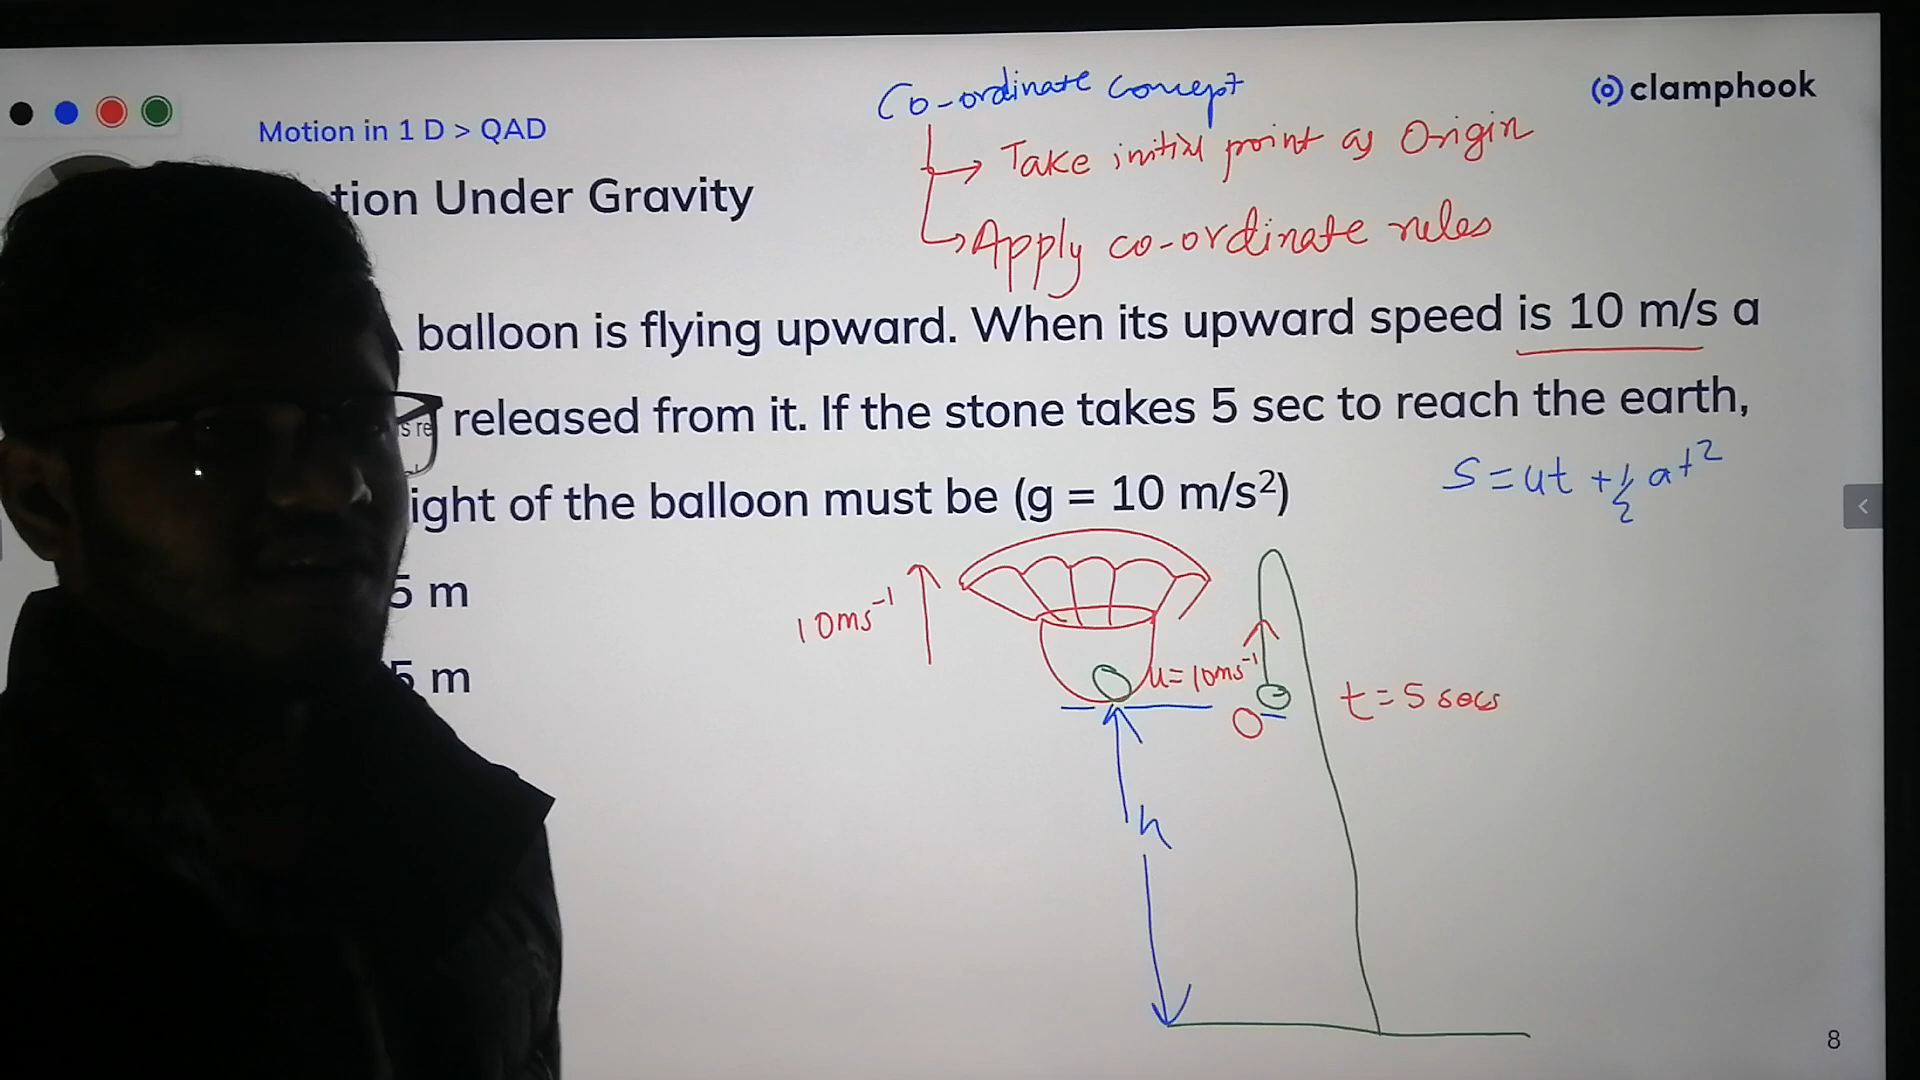 Co-ordinate concept
clamphook
Motion in 1 D > QAD
Take initial point as Origin
tion Under Gravity
Apply co-ordinate rules
balloon is flying upward. When its upward speed is 10 m/s a
released from it. If the stone takes 5 sec to reach the earth,
s re
S = ut + 1/2 at²
ight of the balloon must be (g = 10 m/s²)
5 m
10ms⁻¹
5 m
u = 10ms⁻¹
t = 5 secs
O
h
8